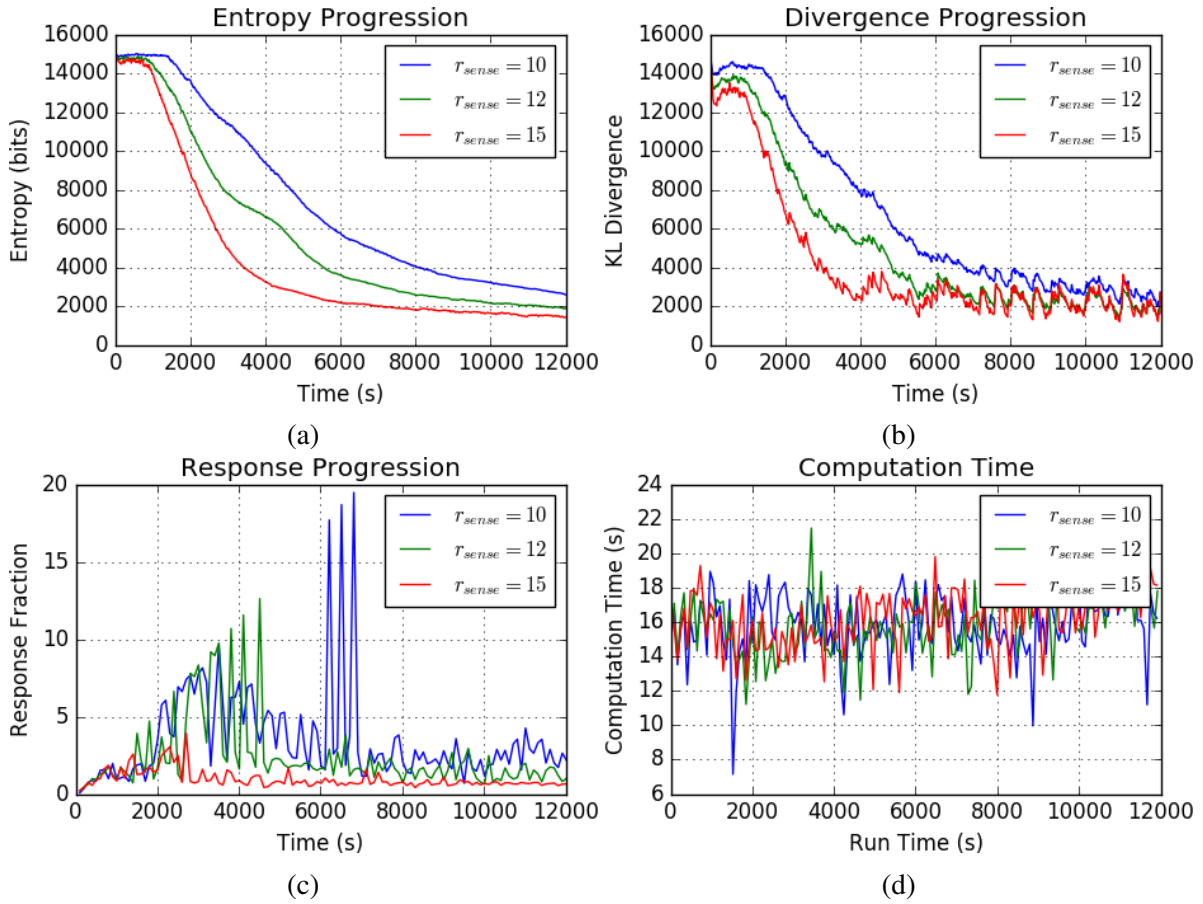 Entropy Progression
16000
14000
12000
10000
8000
6000
4000
2000
0
Entropy (bits)
r_sense = 10
r_sense = 12
r_sense = 15
0 2000 4000 6000 8000 10000 12000
Time (s)
(a)
Divergence Progression
16000
14000
12000
10000
8000
6000
4000
2000
0
KL Divergence
r_sense = 10
r_sense = 12
r_sense = 15
0 2000 4000 6000 8000 10000 12000
Time (s)
(b)
Response Progression
20
15
10
5
0
Response Fraction
r_sense = 10
r_sense = 12
r_sense = 15
0 2000 4000 6000 8000 10000 12000
Time (s)
(c)
Computation Time
24
22
20
18
16
14
12
10
8
6
Computation Time (s)
r_sense = 10
r_sense = 12
r_sense = 15
0 2000 4000 6000 8000 10000 12000
Run Time (s)
(d)